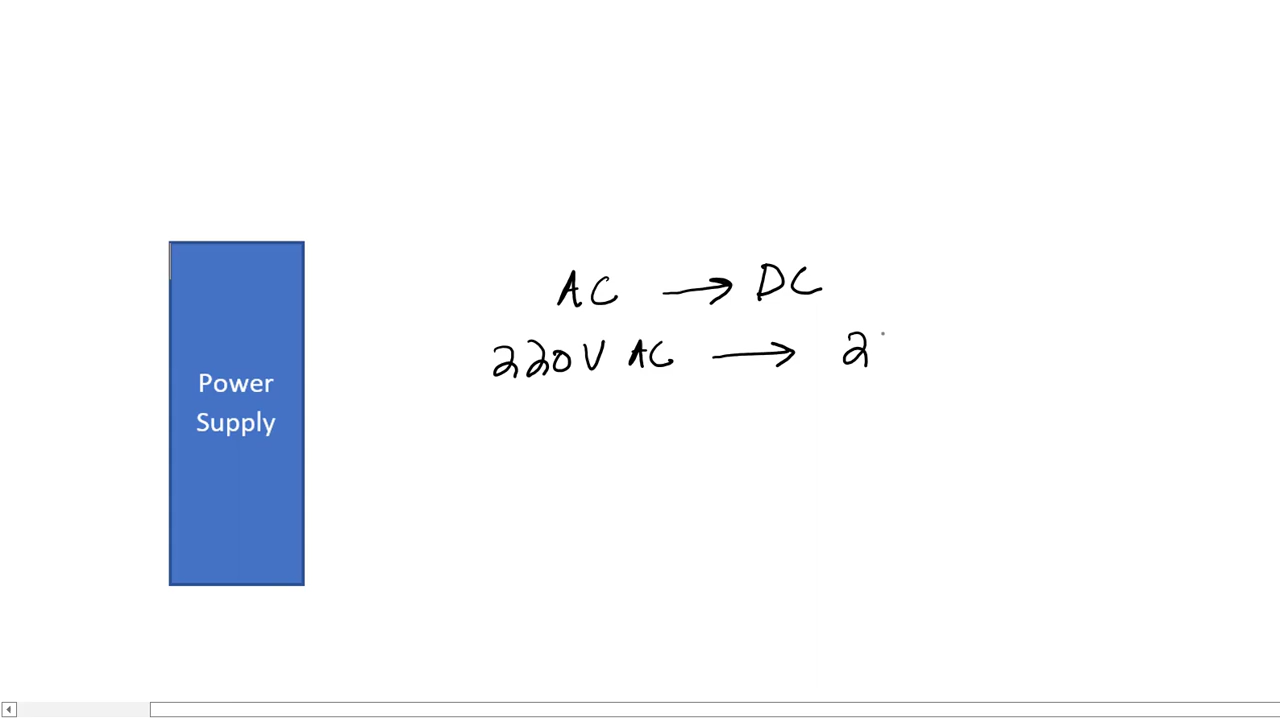 AC → DC
220V AC → 2
Power
Supply